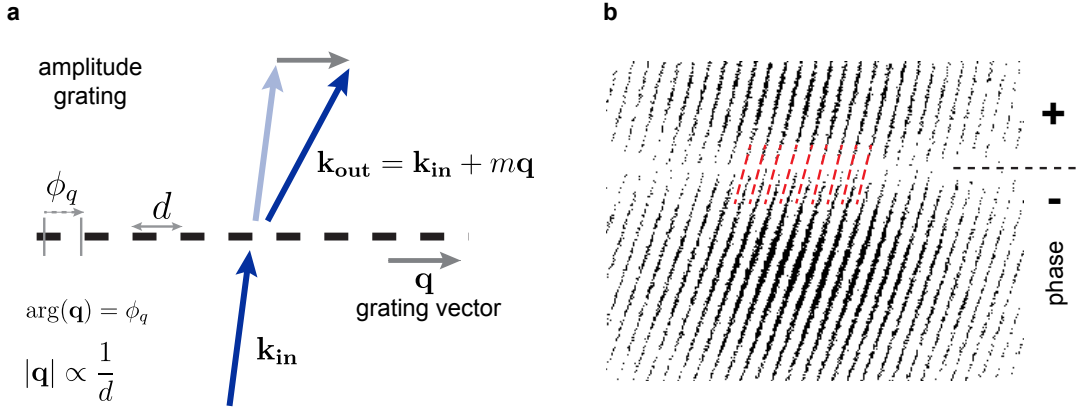 a
amplitude
grating
k_out = k_in + mq
ϕ_q
d
q
grating vector
arg(q) = ϕ_q
|q| ∝ 1/d
k_in
b
+
-
phase